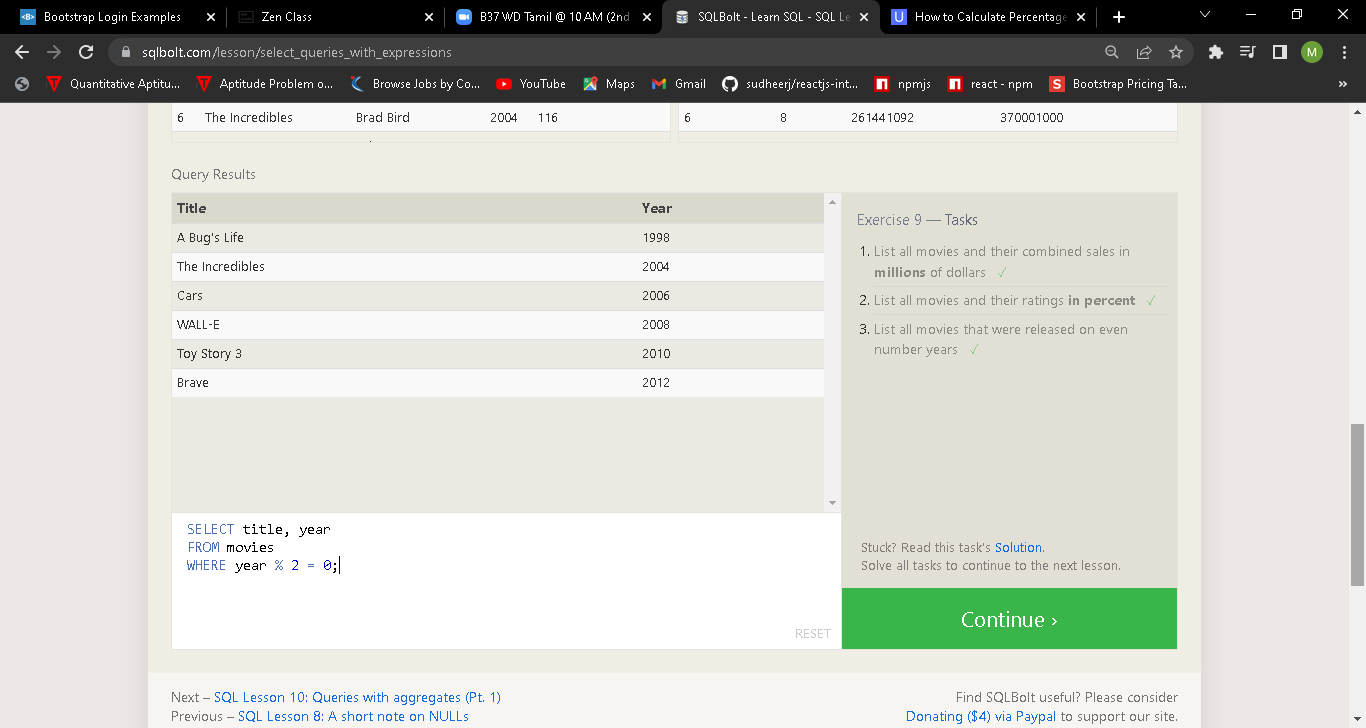 Bootstrap Login Examples
Zen Class
B37 WD Tamil @ 10 AM (2nd
SQLBolt - Learn SQL - SQL Le
How to Calculate Percentage
sqlbolt.com/lesson/select_queries_with_expressions
M
Quantitative Aptitu...
Aptitude Problem o...
Browse Jobs by Co...
YouTube
Maps
Gmail
sudheerj/reactjs-int...
npmjs
react - npm
Bootstrap Pricing Ta...
6 The Incredibles Brad Bird 2004 116
6 8 261441092 370001000
Query Results
Title Year
A Bug's Life 1998
The Incredibles 2004
Cars 2006
WALL-E 2008
Toy Story 3 2010
Brave 2012
Exercise 9 — Tasks
1. List all movies and their combined sales in
millions of dollars ✓
2. List all movies and their ratings in percent ✓
3. List all movies that were released on even
number years ✓
SELECT title, year
FROM movies
WHERE year % 2 = 0;
RESET
Stuck? Read this task's Solution.
Solve all tasks to continue to the next lesson.
Continue ›
Next – SQL Lesson 10: Queries with aggregates (Pt. 1)
Previous – SQL Lesson 8: A short note on NULLs
Find SQLBolt useful? Please consider
Donating ($4) via Paypal to support our site.